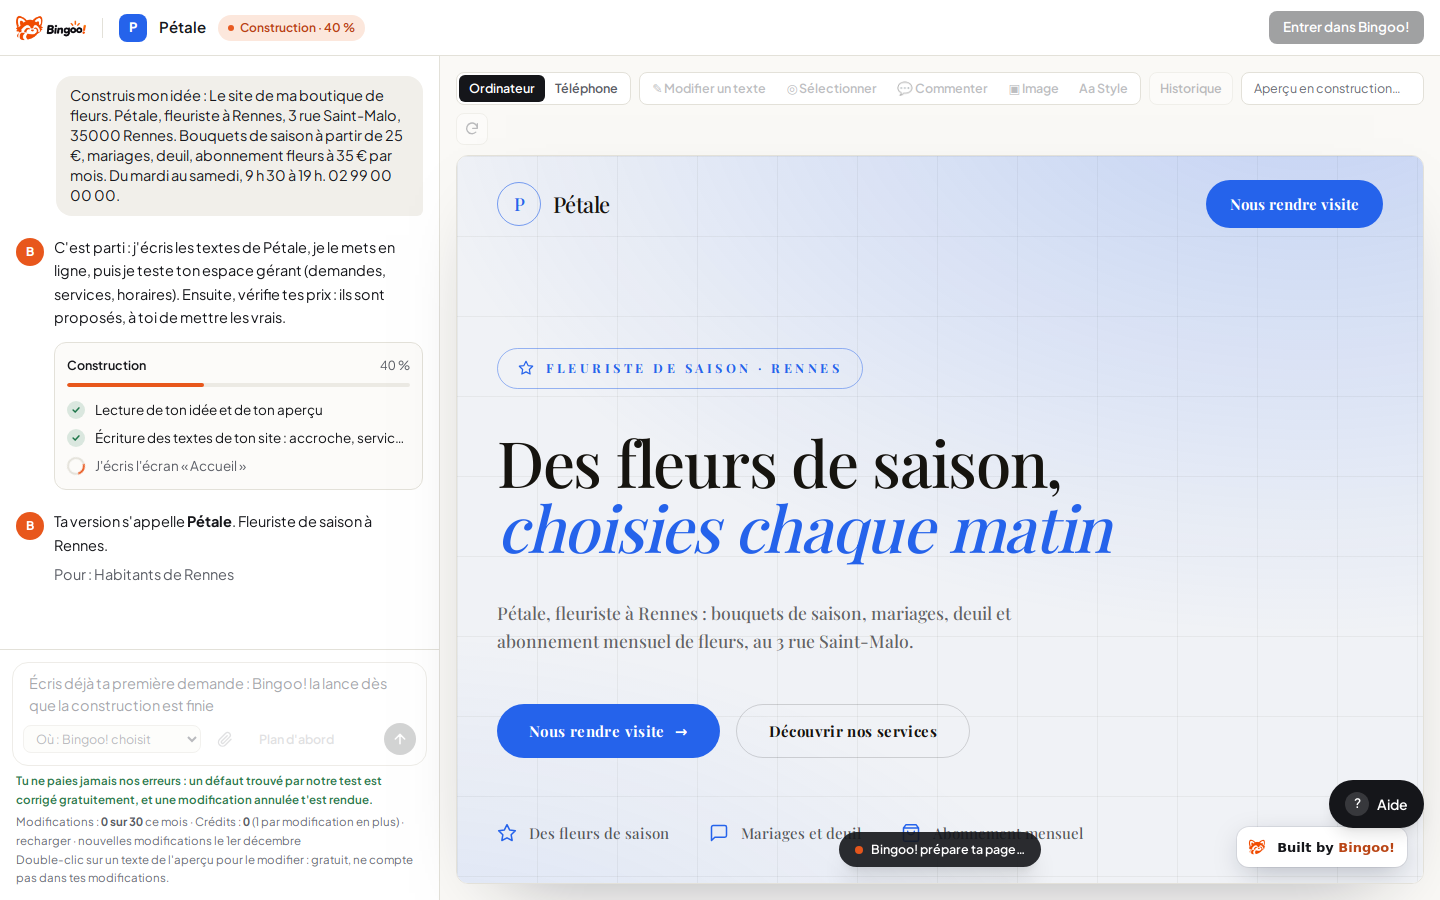 Bingoo!
P
Pétale
Construction · 40 %
Entrer dans Bingoo!
Construis mon idée : Le site de ma boutique de
fleurs. Pétale, fleuriste à Rennes, 3 rue Saint-Malo,
35000 Rennes. Bouquets de saison à partir de 25
€, mariages, deuil, abonnement fleurs à 35 € par
mois. Du mardi au samedi, 9 h 30 à 19 h. 02 99 00
00 00.
B
C'est parti : j'écris les textes de Pétale, je le mets en
ligne, puis je teste ton espace gérant (demandes,
services, horaires). Ensuite, vérifie tes prix : ils sont
proposés, à toi de mettre les vrais.
Construction
40 %
Lecture de ton idée et de ton aperçu
Écriture des textes de ton site : accroche, servic...
J'écris l'écran « Accueil »
B
Ta version s'appelle Pétale. Fleuriste de saison à
Rennes.
Pour : Habitants de Rennes
Écris déjà ta première demande : Bingoo! la lance dès
que la construction est finie
Où : Bingoo! choisit
Plan d'abord
Tu ne paies jamais nos erreurs : un défaut trouvé par notre test est
corrigé gratuitement, et une modification annulée t'est rendue.
Modifications : 0 sur 30 ce mois · Crédits : 0 (1 par modification en plus) ·
recharger · nouvelles modifications le 1er décembre
Double-clic sur un texte de l'aperçu pour le modifier : gratuit, ne compte
pas dans tes modifications.
Ordinateur
Téléphone
Modifier un texte
Sélectionner
Commenter
Image
Aa Style
Historique
Aperçu en construction...
P
Pétale
Nous rendre visite
FLEURISTE DE SAISON · RENNES
Des fleurs de saison,
choisies chaque matin
Pétale, fleuriste à Rennes : bouquets de saison, mariages, deuil et
abonnement mensuel de fleurs, au 3 rue Saint-Malo.
Nous rendre visite →
Découvrir nos services
Des fleurs de saison
Mariages et deuil
Abonnement mensuel
Bingoo! prépare ta page...
? Aide
Built by Bingoo!